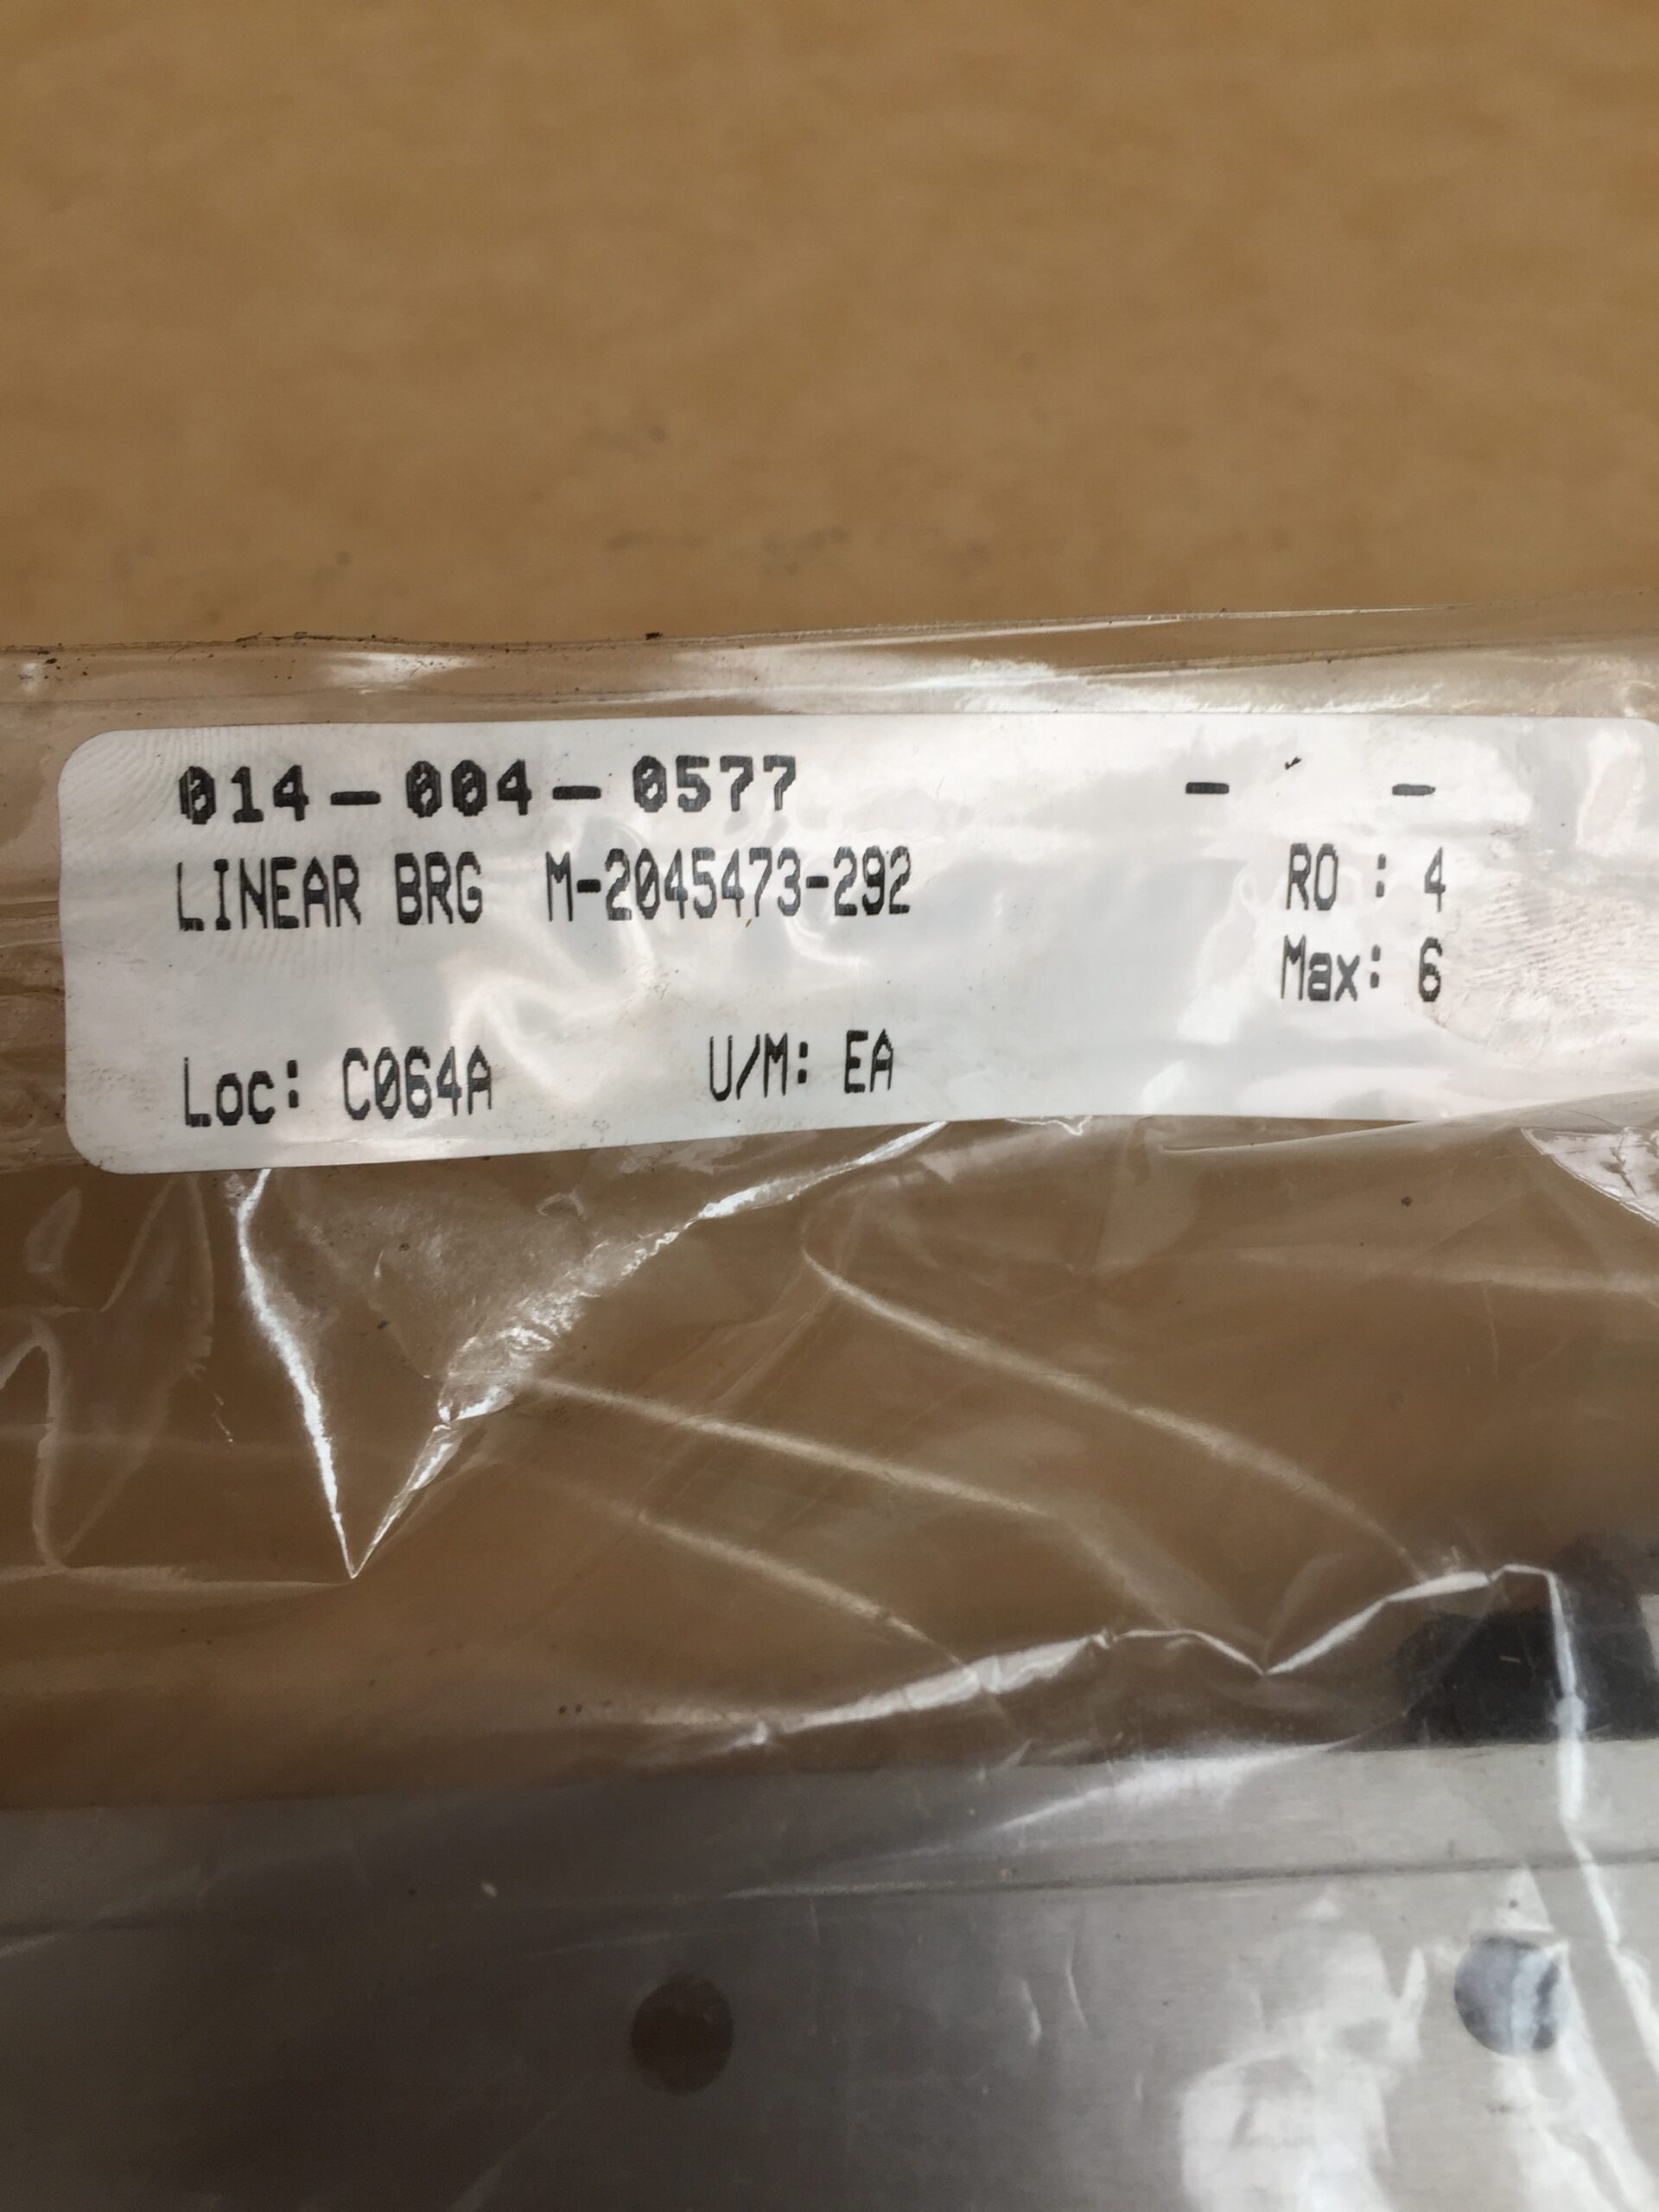 014-004-0577 - -
LINEAR BRG M-2045473-292 RO : 4
Max: 6
Loc: C064A U/M: EA